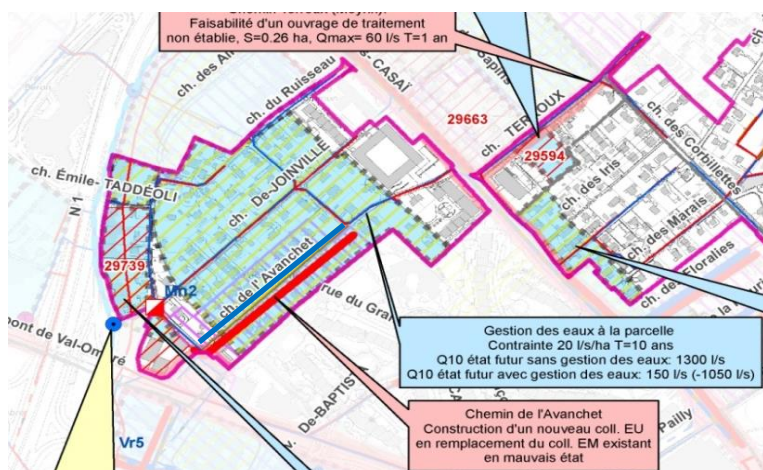 Faisabilité d'un ouvrage de traitement
non établie, S=0.26 ha, Qmax= 60 l/s T=1 an
CASAÏ
ch. des
ch. du Ruisseau
29663
ch. TERROUX
29594
ch. des Corbillettes
ch. des Iris
ch. Émile- TADDÉOLI
ch. De-JOINVILLE
N 1
ch. des Marais
ch. des Floralies
29739
ch. de l'Avanchet
Mn2
rue du
pont de Val-Ombré
Gestion des eaux à la parcelle
Contrainte 20 l/s/ha T=10 ans
Q10 état futur sans gestion des eaux: 1300 l/s
Q10 état futur avec gestion des eaux: 150 l/s (-1050 l/s)
De-BAPTISTA
Chemin de l'Avanchet
Construction d'un nouveau coll. EU
en remplacement du coll. EM existant
en mauvais état
Pailly
Vr5